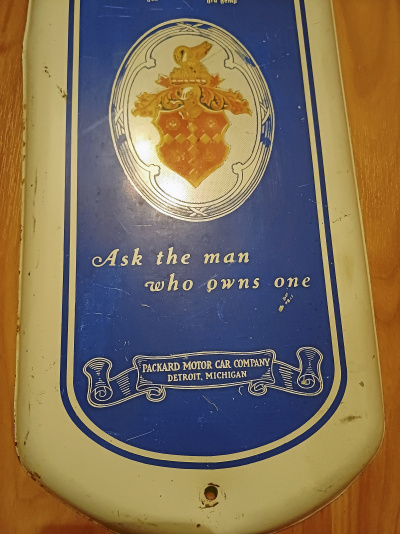 Ask the man
who owns one
PACKARD MOTOR CAR COMPANY
DETROIT, MICHIGAN